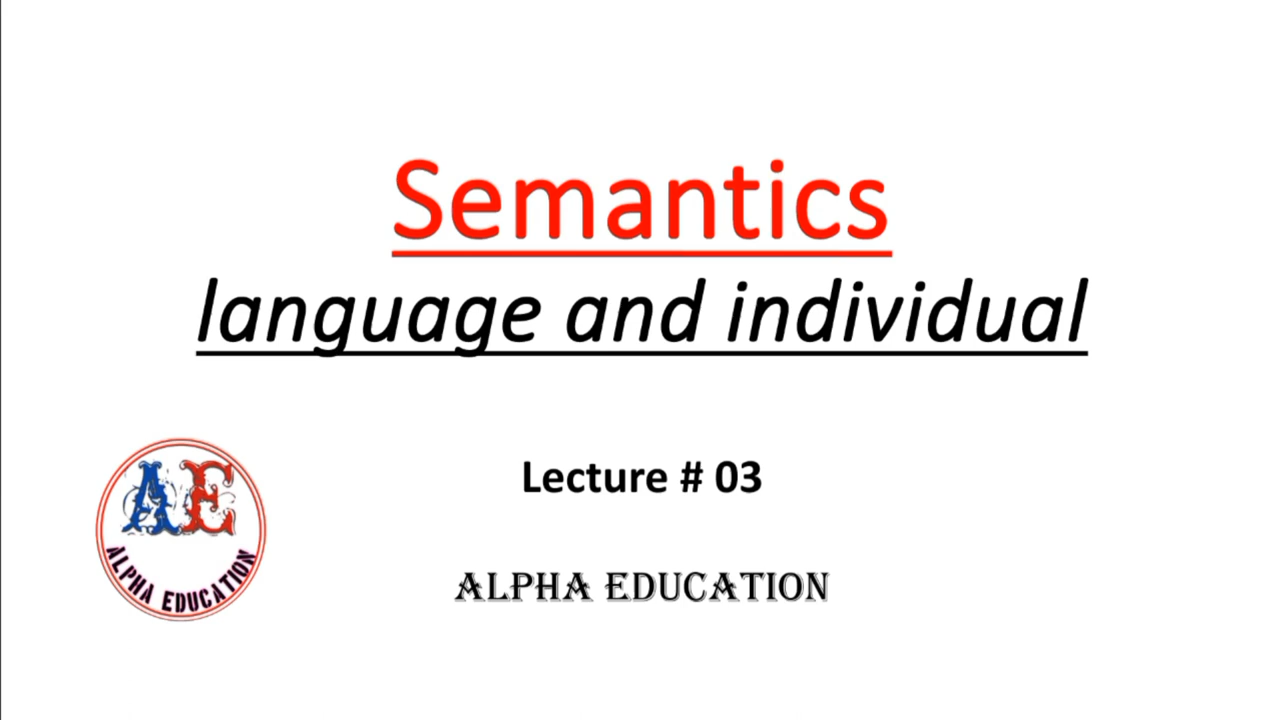 Semantics
language and individual
Lecture # 03
AE
ALPHA EDUCATION
ALPHA EDUCATION